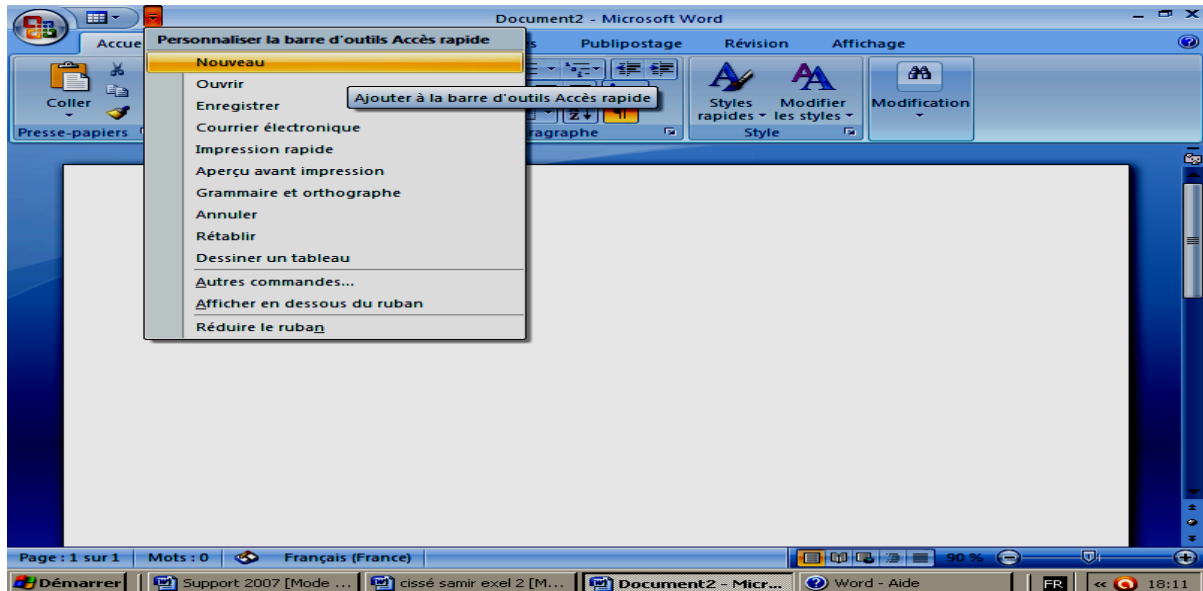 Document2 - Microsoft Word
Accue
s Publipostage Révision Affichage
Personnaliser la barre d'outils Accès rapide
Nouveau
Ouvrir
Enregistrer
Courrier électronique
Impression rapide
Aperçu avant impression
Grammaire et orthographe
Annuler
Rétablir
Dessiner un tableau
Autres commandes...
Afficher en dessous du ruban
Réduire le ruban
Ajouter à la barre d'outils Accès rapide
Coller
Presse-papiers
ragraphe
Styles rapides
Modifier les styles
Style
Modification
Page : 1 sur 1 Mots : 0 Français (France) 90 %
Démarrer Support 2007 [Mode ... cissé samir exel 2 [M... Document2 - Micr... Word - Aide FR « 18:11